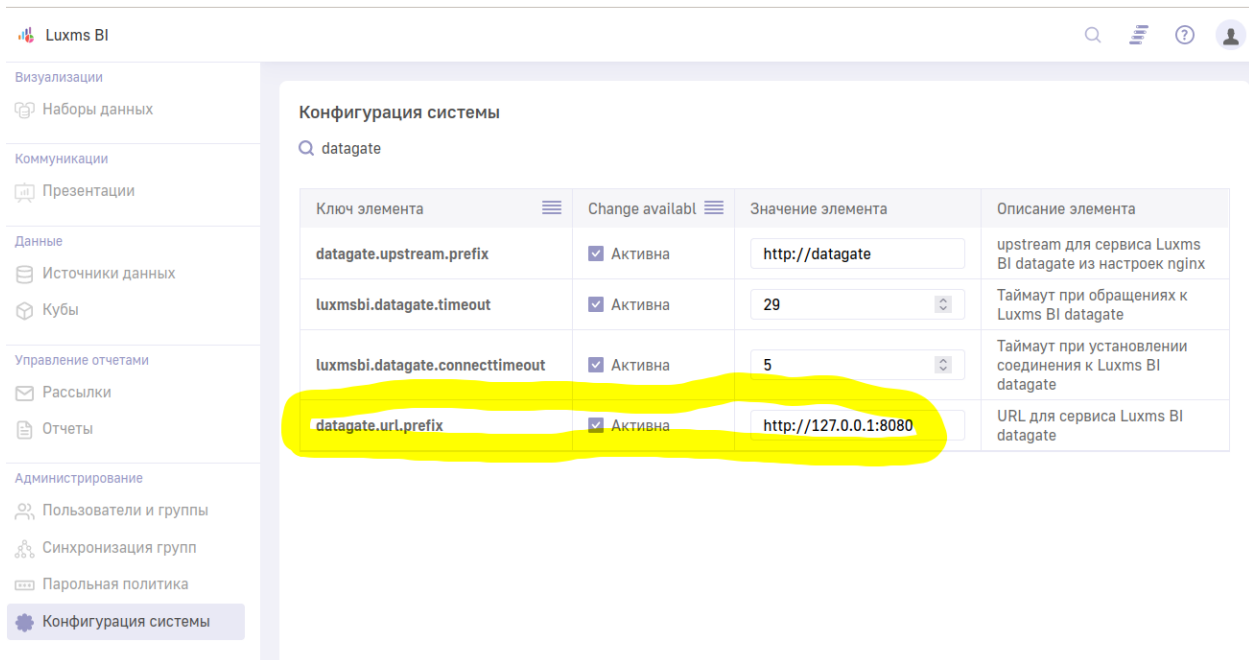 Luxms BI
Визуализации
Наборы данных
Коммуникации
Презентации
Данные
Источники данных
Кубы
Управление отчетами
Рассылки
Отчеты
Администрирование
Пользователи и группы
Синхронизация групп
Парольная политика
Конфигурация системы
Конфигурация системы
datagate
Ключ элемента
Change availabl
Значение элемента
Описание элемента
datagate.upstream.prefix
Активна
http://datagate
upstream для сервиса Luxms
BI datagate из настроек nginx
luxmsbi.datagate.timeout
Активна
29
Таймаут при обращениях к
Luxms BI datagate
luxmsbi.datagate.connecttimeout
Активна
5
Таймаут при установлении
соединения к Luxms BI
datagate
datagate.url.prefix
Активна
http://127.0.0.1:8080
URL для сервиса Luxms BI
datagate